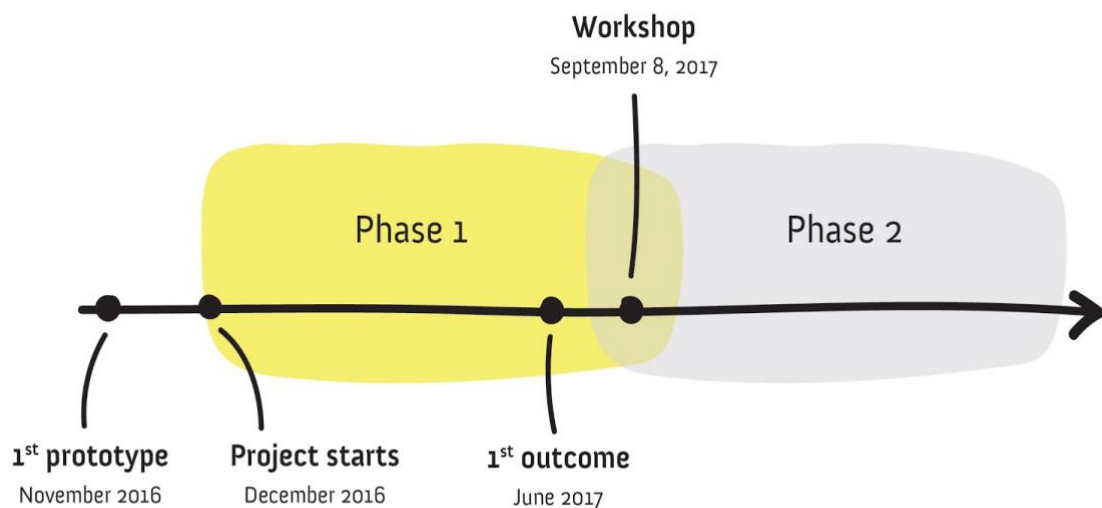 Workshop
September 8, 2017
Phase 1
Phase 2
1st prototype
November 2016
Project starts
December 2016
1st outcome
June 2017